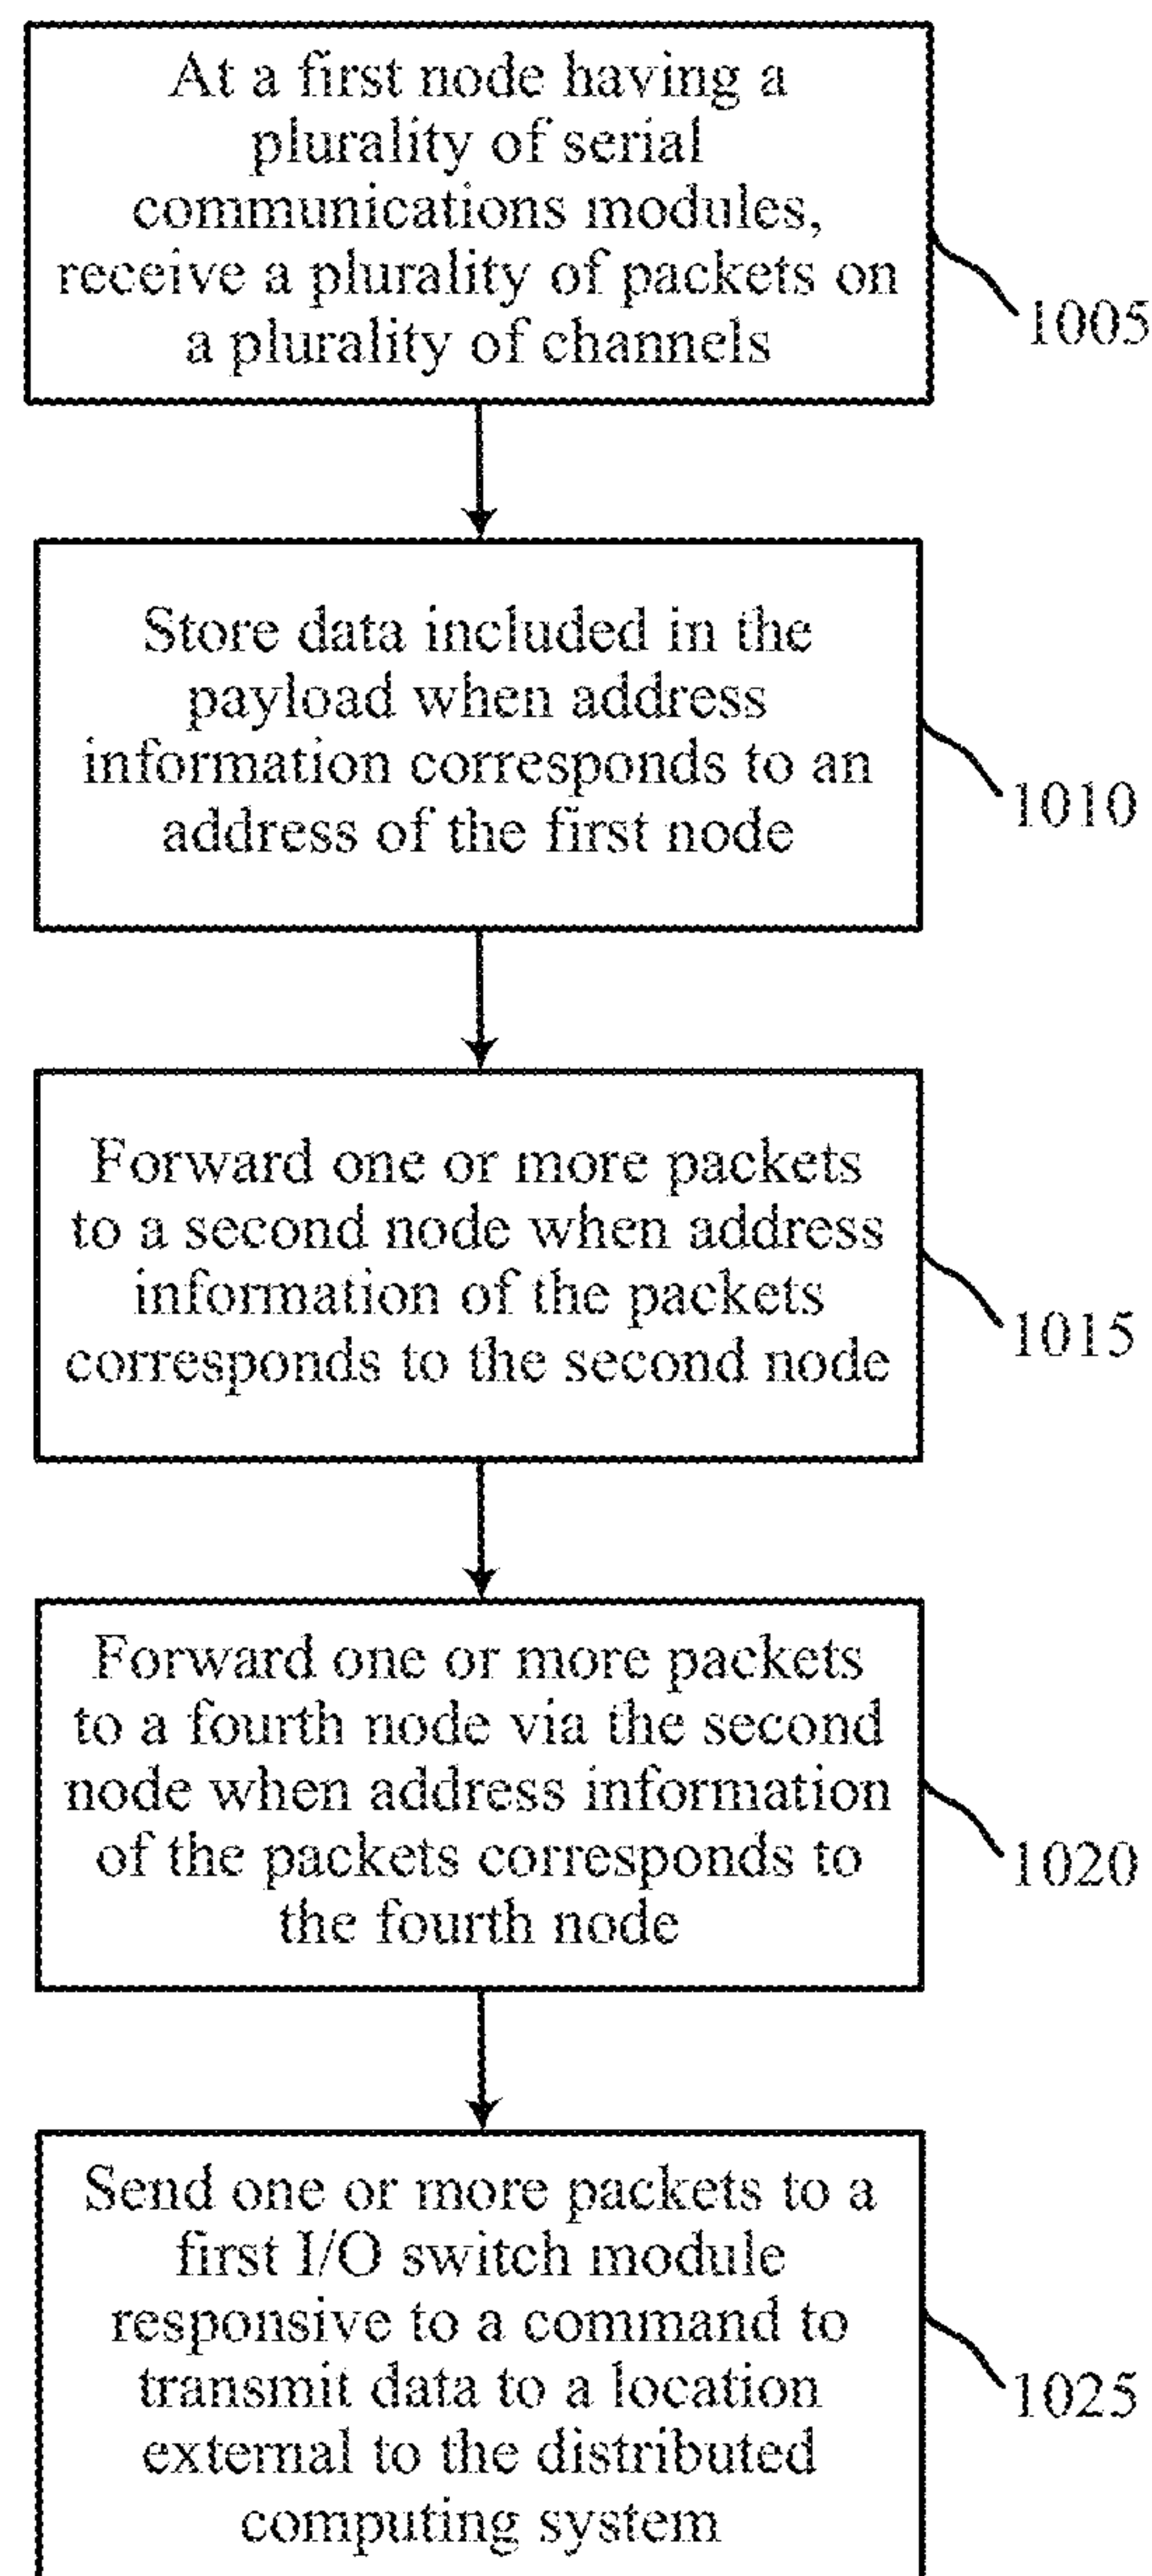 At a first node having a
plurality of serial
communications modules,
receive a plurality of packets on
a plurality of channels
1005
Store data included in the
payload when address
information corresponds to an
address of the first node
1010
Forward one or more packets
to a second node when address
information of the packets
corresponds to the second node
1015
Forward one or more packets
to a fourth node via the second
node when address information
of the packets corresponds to
the fourth node
1020
Send one or more packets to a
first I/O switch module
responsive to a command to
transmit data to a location
external to the distributed
computing system
1025